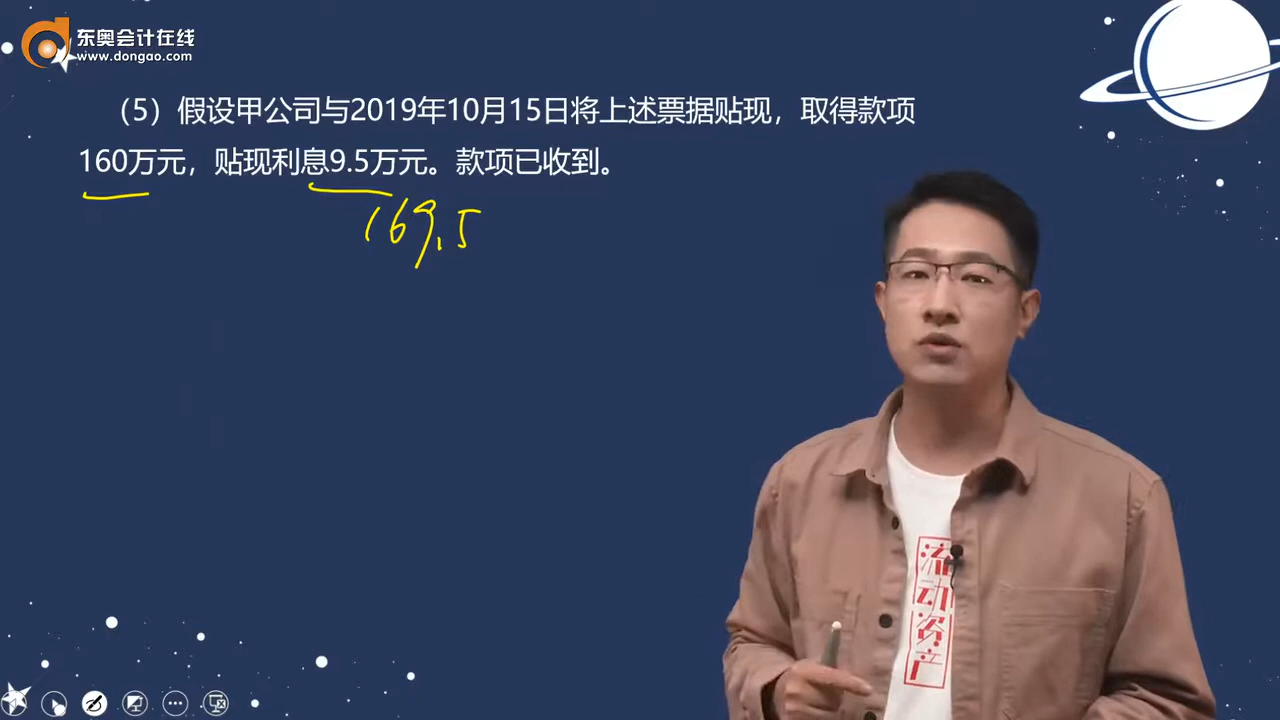 东奥会计在线
www.dongao.com
（5）假设甲公司与2019年10月15日将上述票据贴现，取得款项
160万元，贴现利息9.5万元。款项已收到。
169.5
流动资产